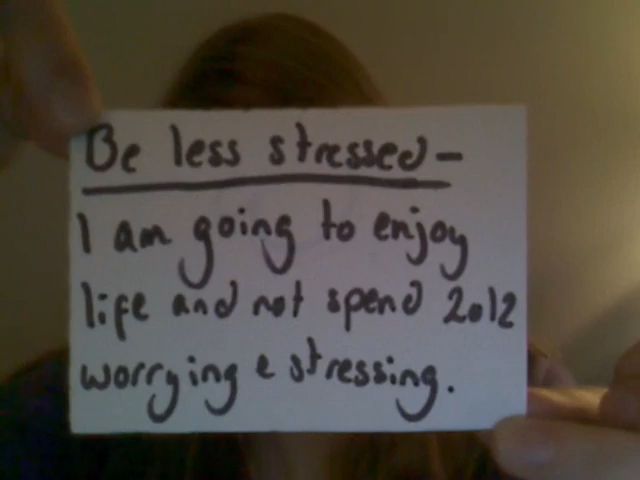 Be less stressed-
I am going to enjoy
life and not spend 2012
worrying & stressing.